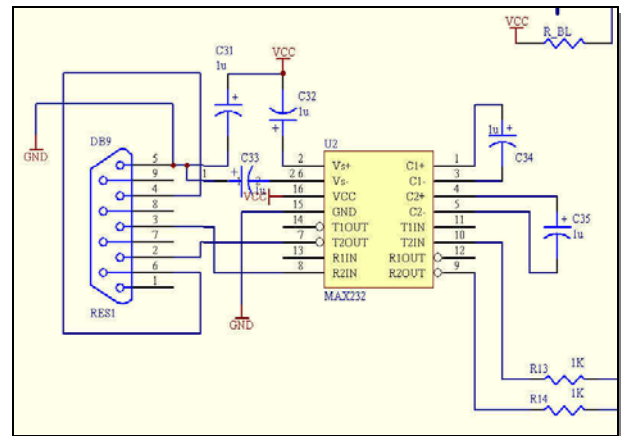 VCC
R_BL
C31
1u
VCC
C32
1u
GND
DB9
5
9
4
8
3
7
2
6
1
RES1
C33
1
2
1u
VCC
GND
U2
2
6
16
15
14
7
13
8
Vs+
Vs-
VCC
GND
T1OUT
T2OUT
R1IN
R2IN
C1+
C1-
C2+
C2-
T1IN
T2IN
R1OUT
R2OUT
1
3
4
5
11
10
12
9
MAX232
1u
C34
C35
1u
R13
1K
R14
1K